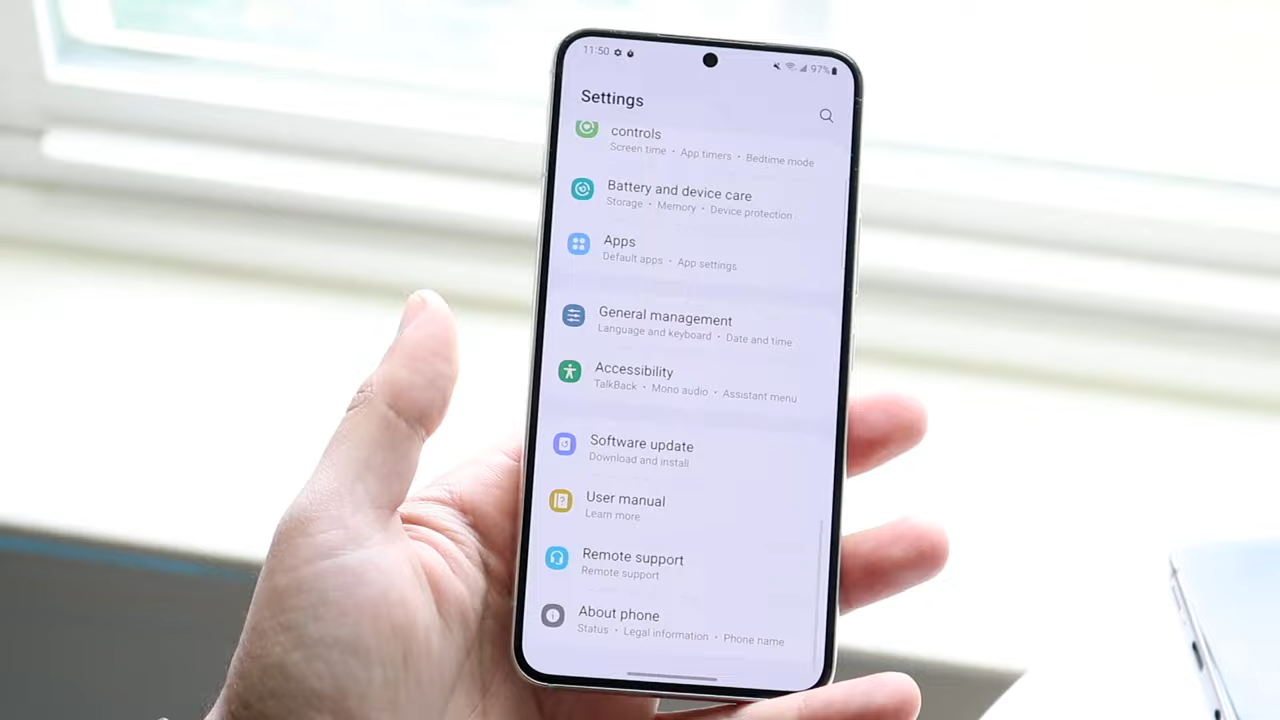 11:50 97%
Settings
controls
Screen time • App timers • Bedtime mode
Battery and device care
Storage • Memory • Device protection
Apps
Default apps • App settings
General management
Language and keyboard • Date and time
Accessibility
TalkBack • Mono audio • Assistant menu
Software update
Download and install
User manual
Learn more
Remote support
Remote support
About phone
Status • Legal information • Phone name